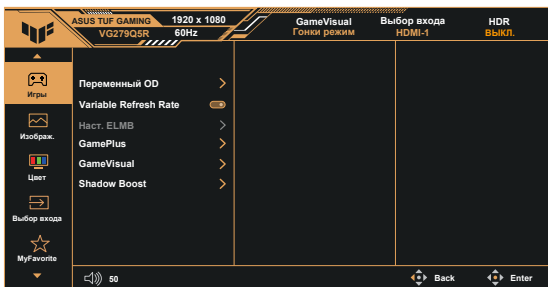 ASUS TUF GAMING 1920 x 1080
VG279Q5R 60Hz
GameVisual
Гонки режим
Выбор входа
HDMI-1
HDR
ВЫКЛ.
Игры
Изображ.
Цвет
Выбор входа
MyFavorite
Переменный OD
Variable Refresh Rate
Наст. ELMB
GamePlus
GameVisual
Shadow Boost
50
Back
Enter